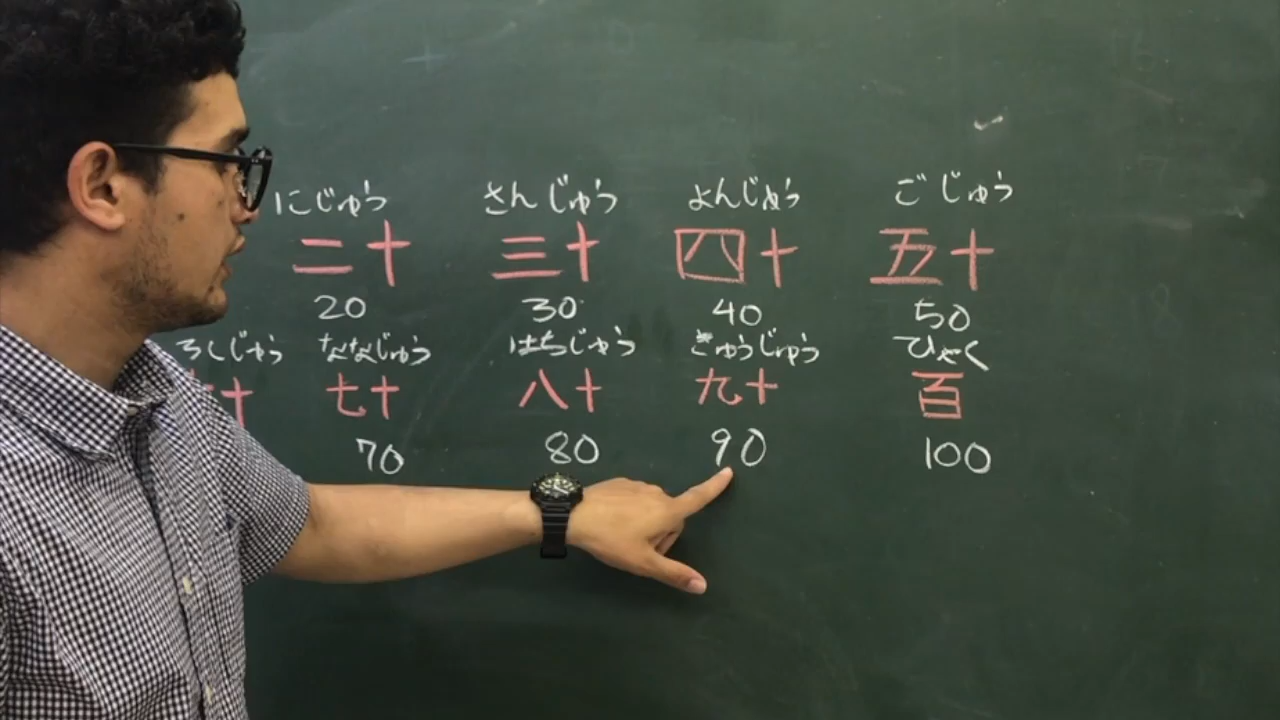 にじゅう さんじゅう よんじゅう ごじゅう
二十 三十 四十 五十
20 30 40 50
ろくじゅう ななじゅう はちじゅう きゅうじゅう ひゃく
十 七十 八十 九十 百
70 80 90 100